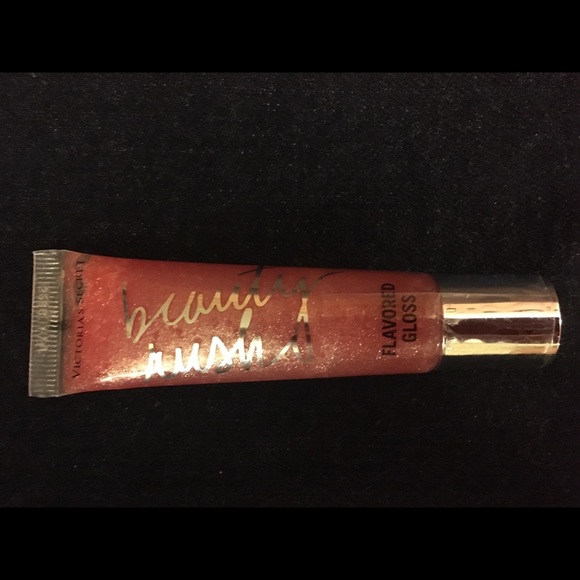 VICTORIA'S SECRET
beauty
rush
FLAVORED
GLOSS